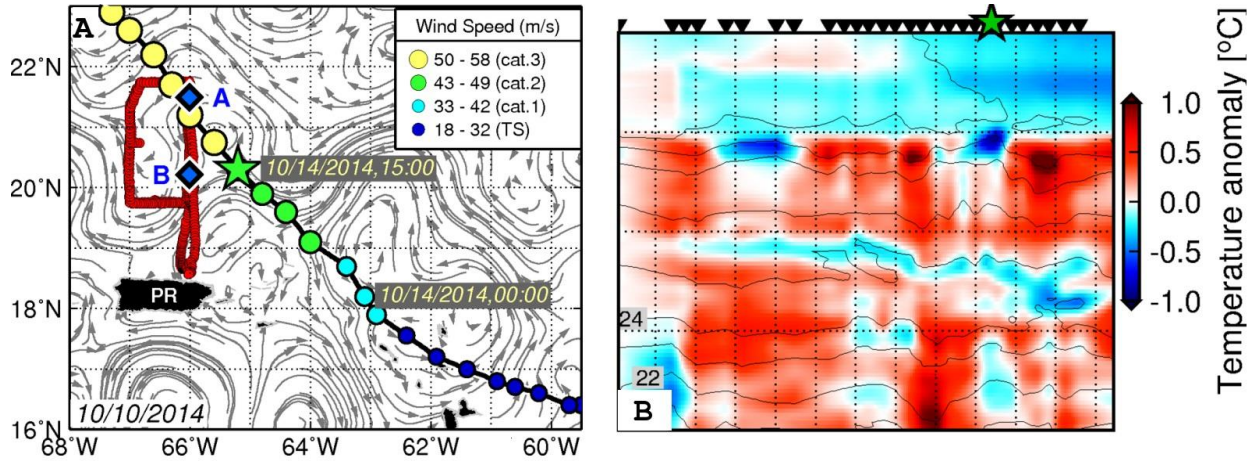 A
Wind Speed (m/s)
50 - 58 (cat.3)
43 - 49 (cat.2)
33 - 42 (cat.1)
18 - 32 (TS)
22°N
20°N
18°N
16°N
A
B
10/14/2014,15:00
10/14/2014,00:00
PR
10/10/2014
68°W
66°W
64°W
62°W
60°W
24
22
B
1.0
0.5
0.0
-0.5
-1.0
Temperature anomaly [ºC]